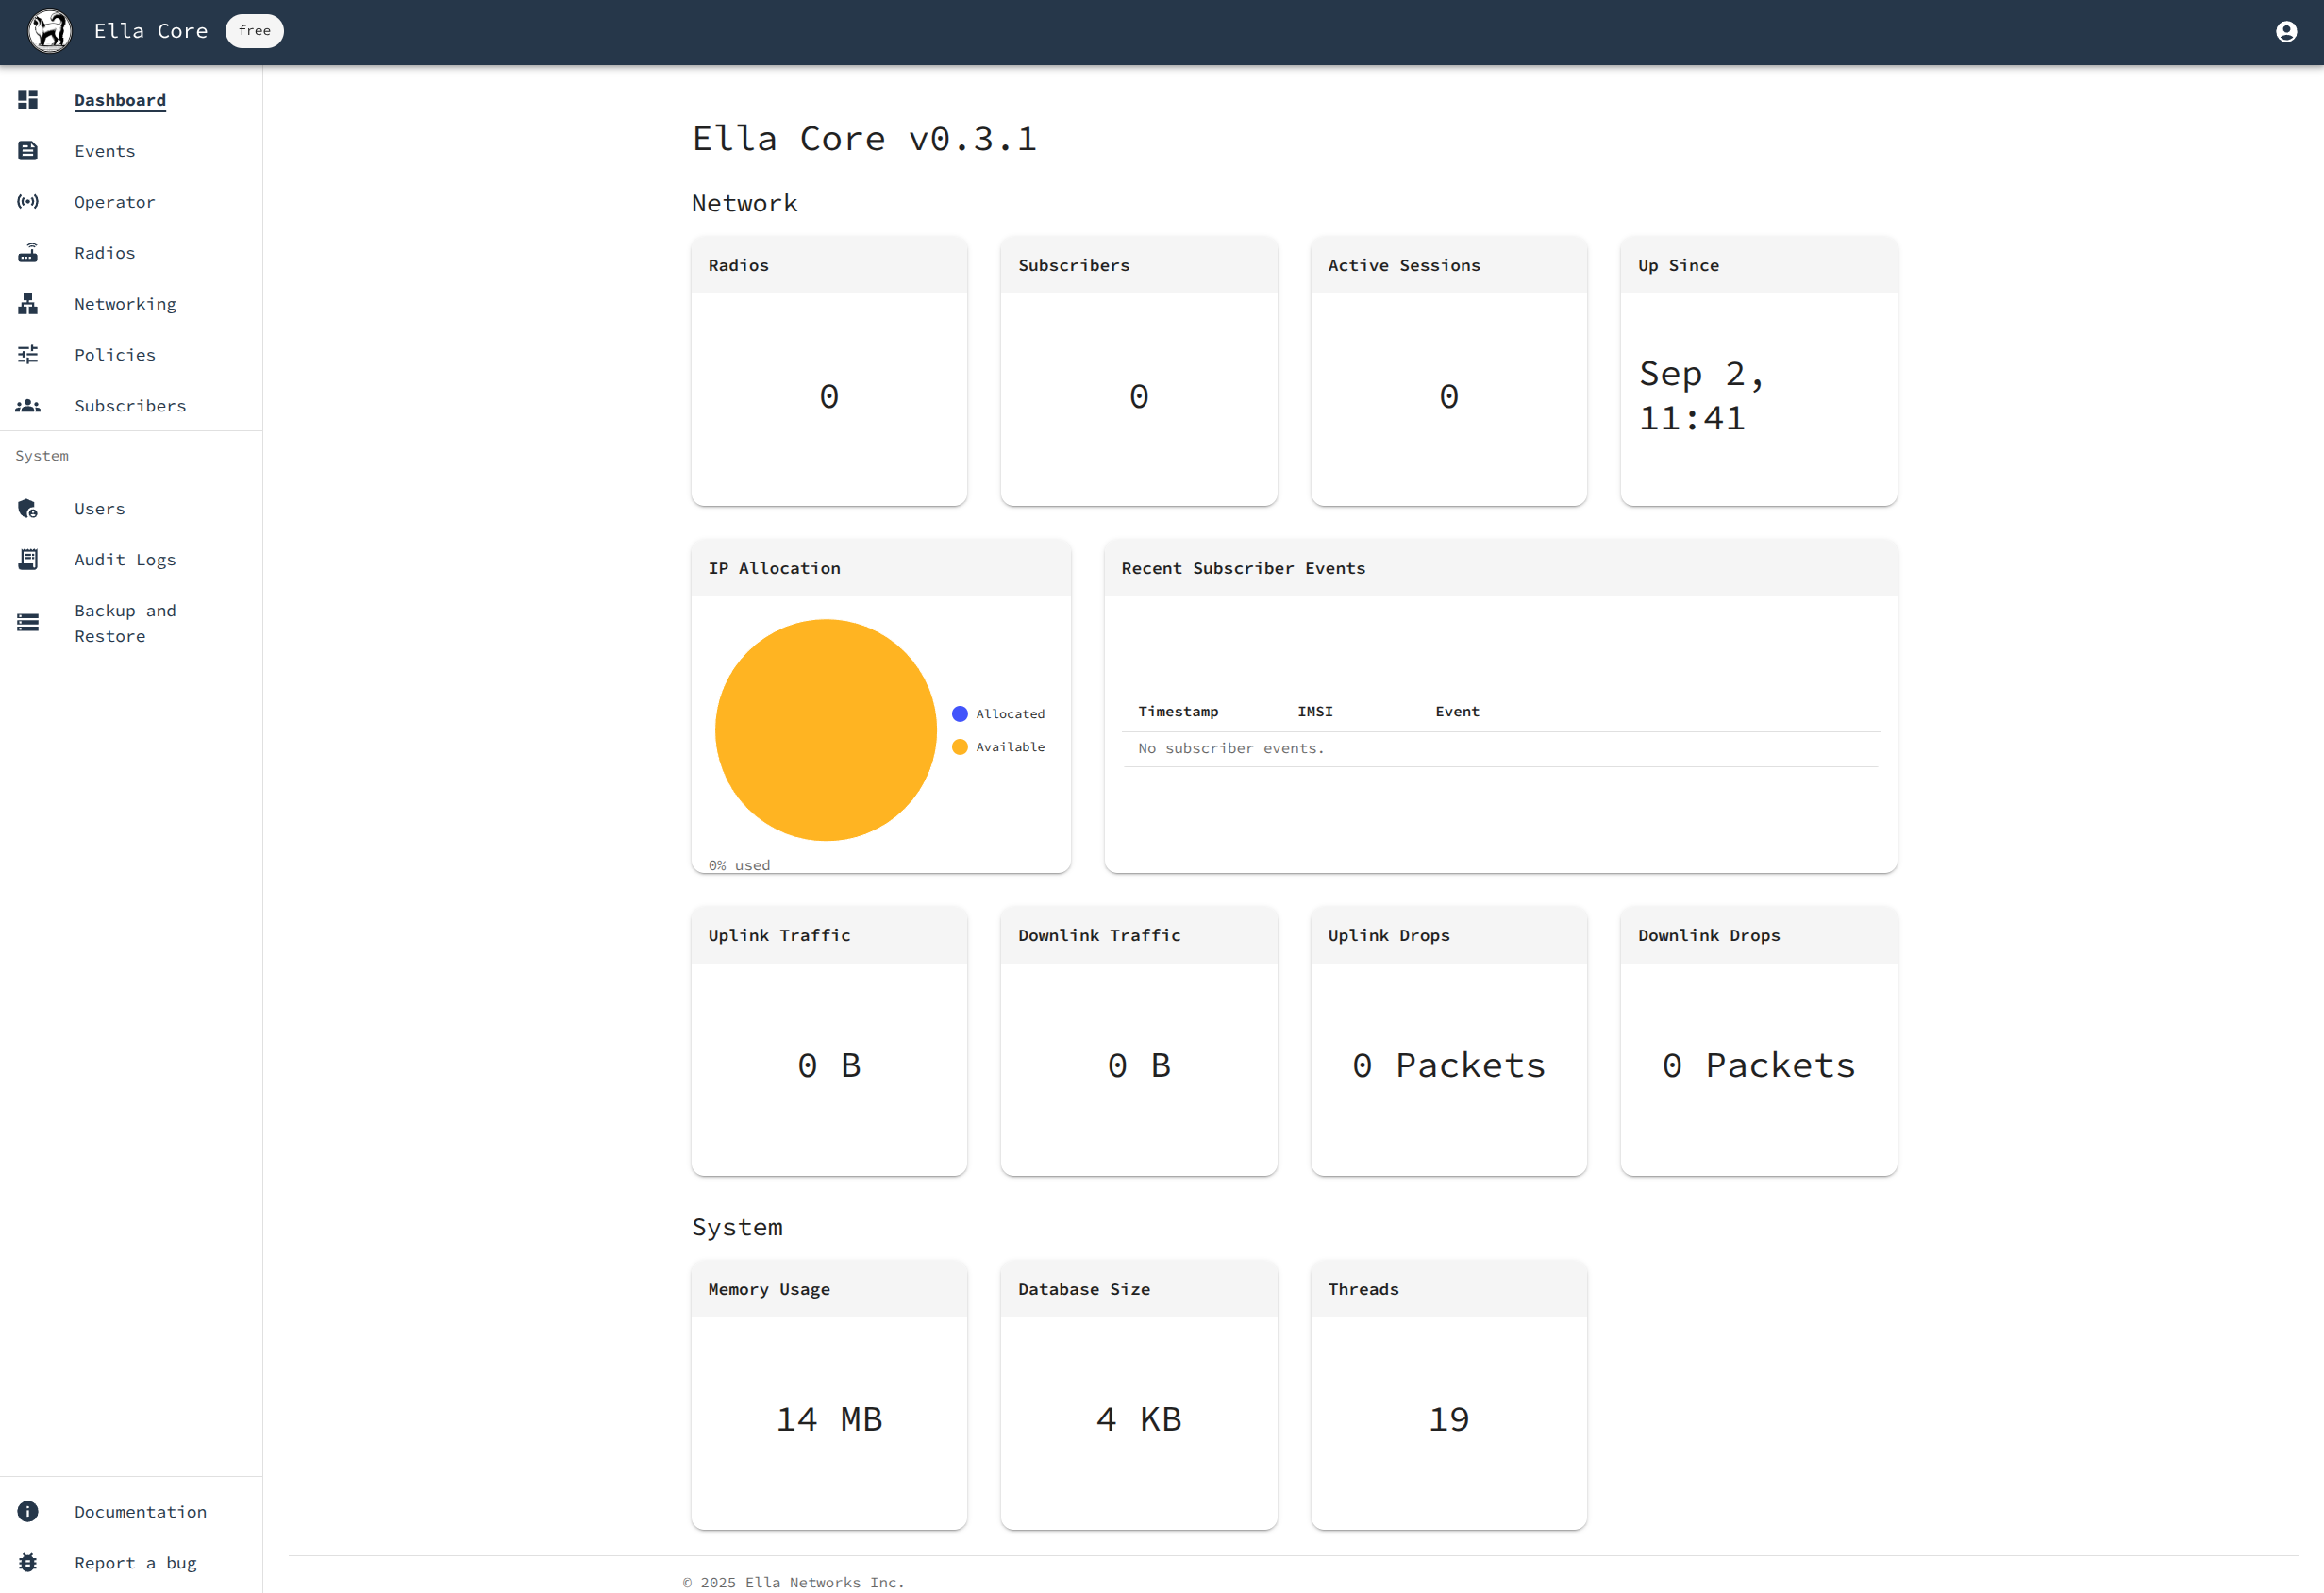 Ella Core free
Dashboard
Events
Operator
Radios
Networking
Policies
Subscribers
System
Users
Audit Logs
Backup and
Restore
Documentation
Report a bug
Ella Core v0.3.1
Network
Radios
0
Subscribers
0
Active Sessions
0
Up Since
Sep 2,
11:41
IP Allocation
Allocated
Available
0% used
Recent Subscriber Events
Timestamp IMSI Event
No subscriber events.
Uplink Traffic
0 B
Downlink Traffic
0 B
Uplink Drops
0 Packets
Downlink Drops
0 Packets
System
Memory Usage
14 MB
Database Size
4 KB
Threads
19
© 2025 Ella Networks Inc.